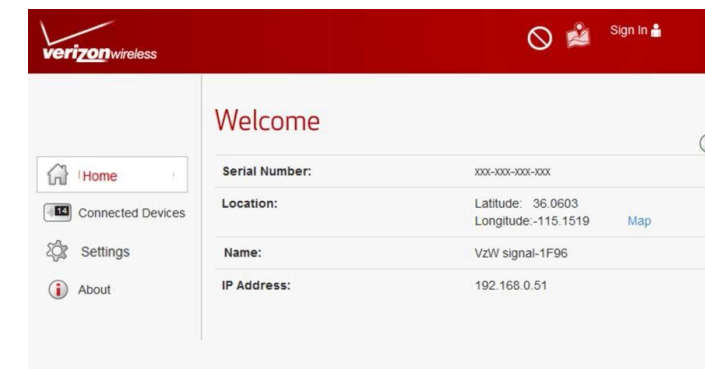 verizonwireless
Sign In
Welcome
Home
Serial Number: xxx-xxx-xxx-xxx
Location: Latitude: 36.0603
Longitude:-115.1519 Map
14 Connected Devices
Settings
Name: VzW signal-1F96
About
IP Address: 192.168.0.51